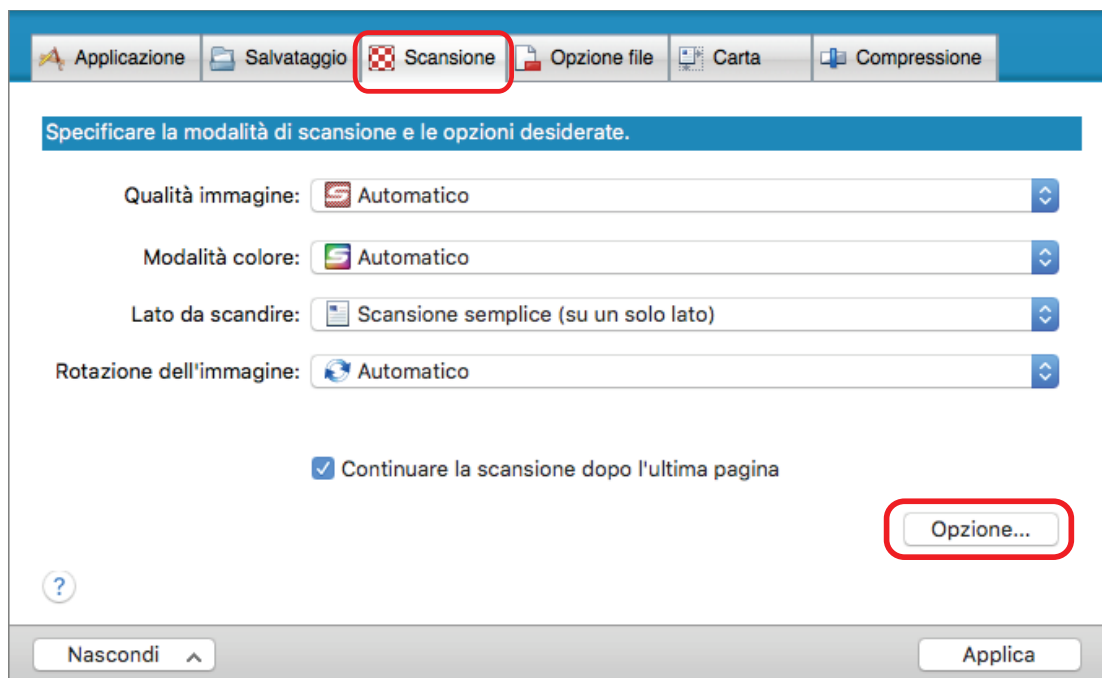 Applicazione Salvataggio Scansione Opzione file Carta Compressione
Specificare la modalità di scansione e le opzioni desiderate.
Qualità immagine: Automatico
Modalità colore: Automatico
Lato da scandire: Scansione semplice (su un solo lato)
Rotazione dell'immagine: Automatico
Continuare la scansione dopo l'ultima pagina
Opzione...
?
Nascondi Applica